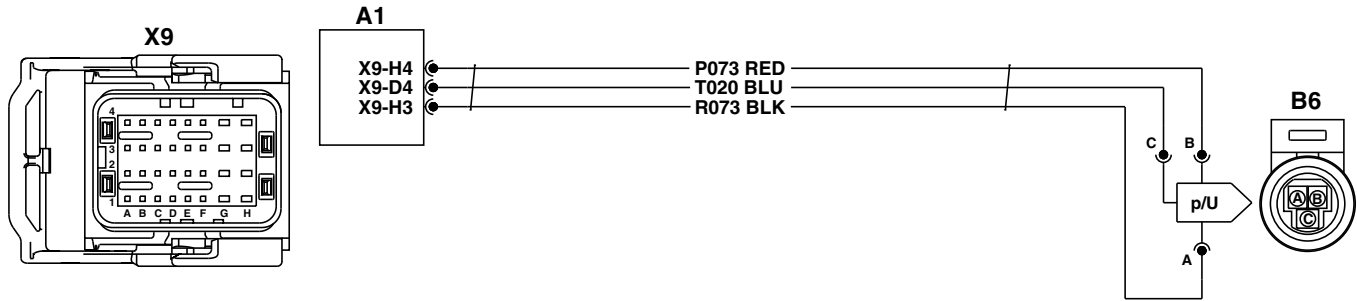 A1
X9
X9-H4 P073 RED
X9-D4 T020 BLU
X9-H3 R073 BLK
B6
4
3
2
1
A B C D E F G H
C B
p/U
A
A B
C